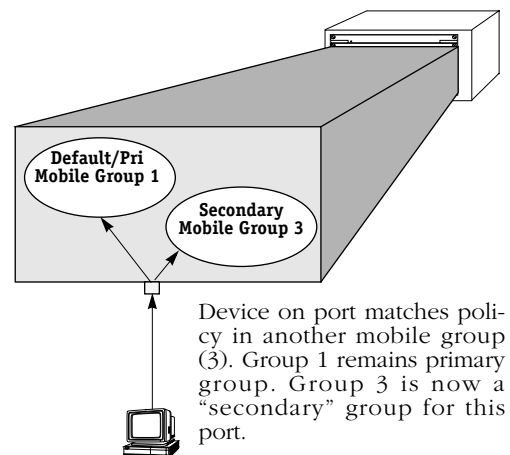 Default/Pri
Mobile Group 1
Secondary
Mobile Group 3
Device on port matches poli-
cy in another mobile group
(3). Group 1 remains primary
group. Group 3 is now a
“secondary” group for this
port.